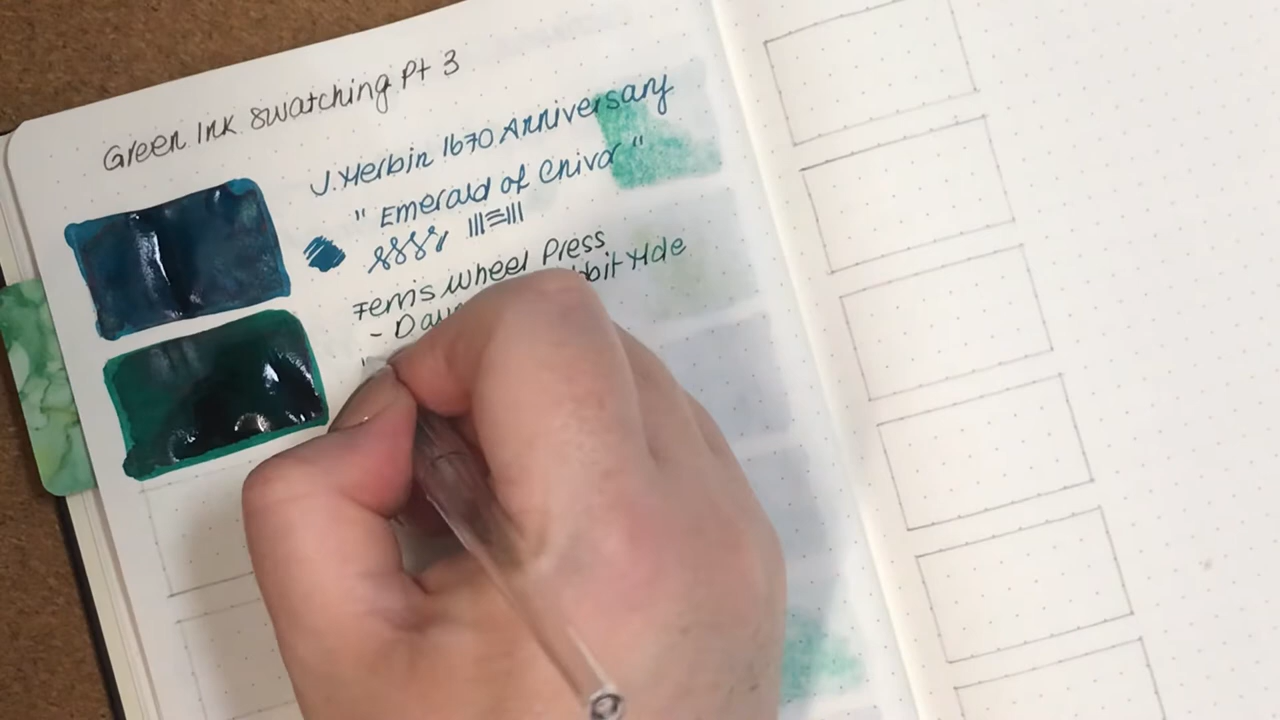 Green Ink Swatching Pt 3
J. Herbin 1670 Anniversary
" Emerald of Chivor "
Ferris Wheel Press
-
"